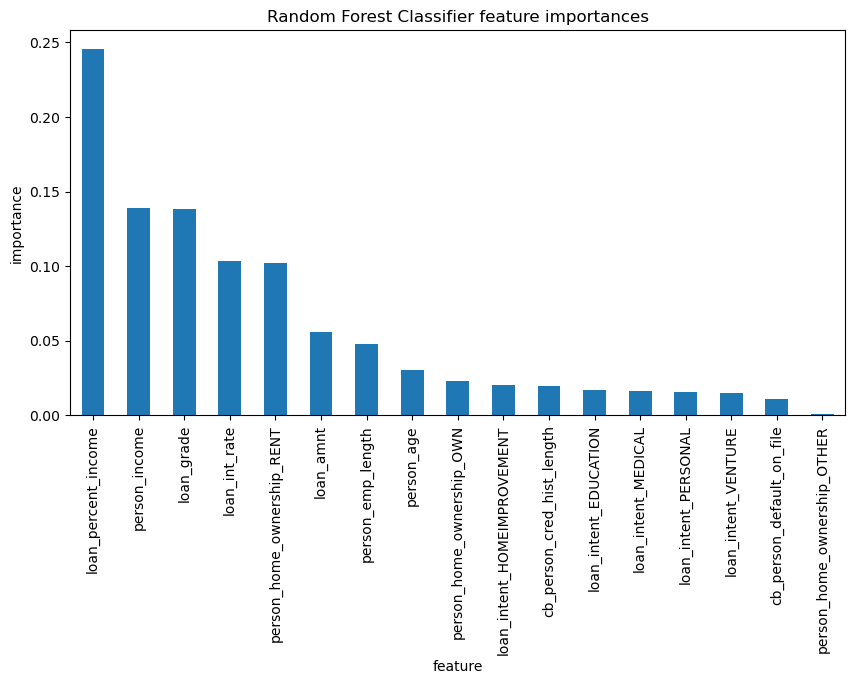 Random Forest Classifier feature importances
importance
0.25
0.20
0.15
0.10
0.05
0.00
loan_percent_income
person_income
loan_grade
loan_int_rate
person_home_ownership_RENT
loan_amnt
person_emp_length
person_age
person_home_ownership_OWN
loan_intent_HOMEIMPROVEMENT
cb_person_cred_hist_length
loan_intent_EDUCATION
loan_intent_MEDICAL
loan_intent_PERSONAL
loan_intent_VENTURE
cb_person_default_on_file
person_home_ownership_OTHER
feature